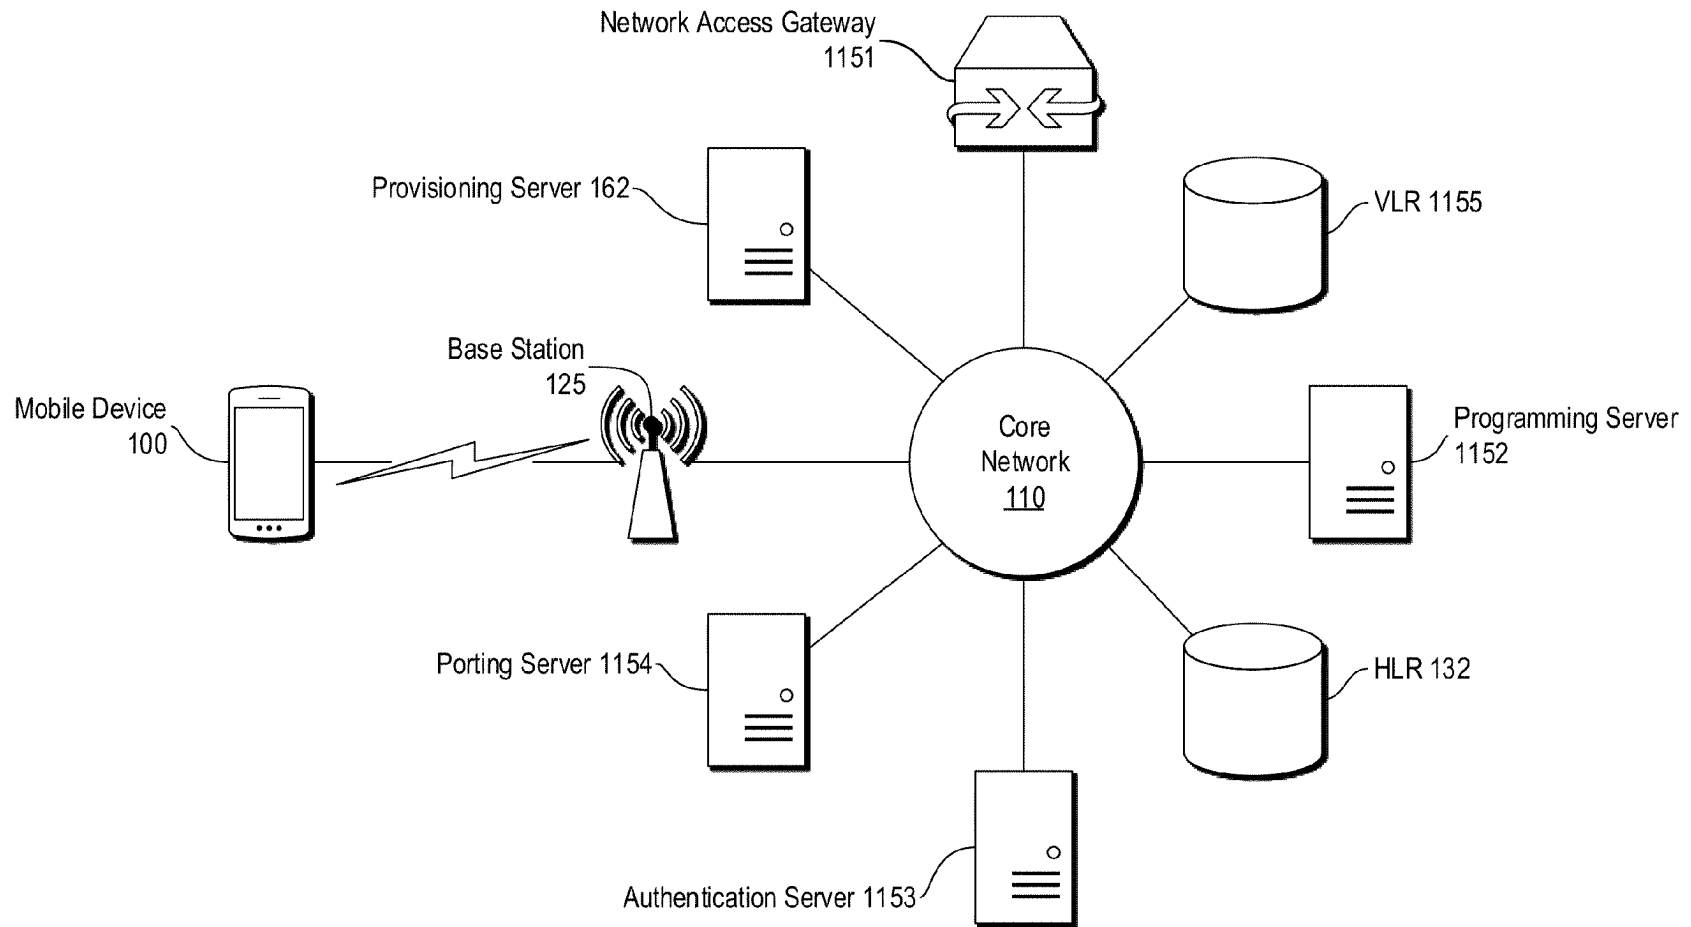 Network Access Gateway
1151
Provisioning Server 162
VLR 1155
Base Station
125
Mobile Device
100
Core
Network
110
Programming Server
1152
Porting Server 1154
HLR 132
Authentication Server 1153